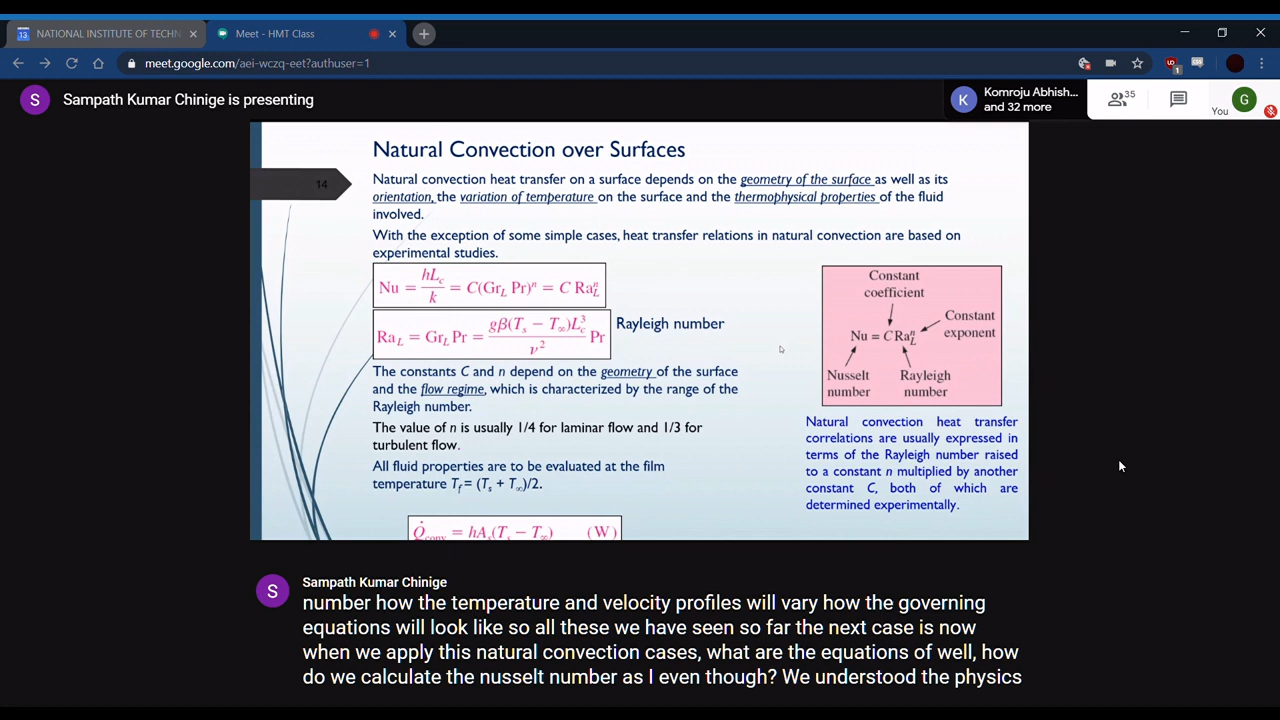 13 NATIONAL INSTITUTE OF TECHN
Meet - HMT Class
meet.google.com/aei-wczq-eet?authuser=1
1
S Sampath Kumar Chinige is presenting
K Komroju Abhish...
and 32 more
35
You G
14
Natural Convection over Surfaces
Natural convection heat transfer on a surface depends on the geometry of the surface as well as its
orientation, the variation of temperature on the surface and the thermophysical properties of the fluid
involved.
With the exception of some simple cases, heat transfer relations in natural convection are based on
experimental studies.
Nu = hL_c/k = C(Gr_L Pr)^n = C Ra_L^n
Ra_L = Gr_L Pr = gβ(T_s − T_∞)L_c^3/ν^2 Pr
Rayleigh number
The constants C and n depend on the geometry of the surface
and the flow regime, which is characterized by the range of the
Rayleigh number.
The value of n is usually 1/4 for laminar flow and 1/3 for
turbulent flow.
All fluid properties are to be evaluated at the film
temperature T_f = (T_s + T_∞)/2.
Q̇_conv = hA_s(T_s − T_∞) (W)
Constant
coefficient
Constant
exponent
Nu = C Ra_L^n
Nusselt
number
Rayleigh
number
Natural convection heat transfer
correlations are usually expressed in
terms of the Rayleigh number raised
to a constant n multiplied by another
constant C, both of which are
determined experimentally.
S Sampath Kumar Chinige
number how the temperature and velocity profiles will vary how the governing
equations will look like so all these we have seen so far the next case is now
when we apply this natural convection cases, what are the equations of well, how
do we calculate the nusselt number as I even though? We understood the physics